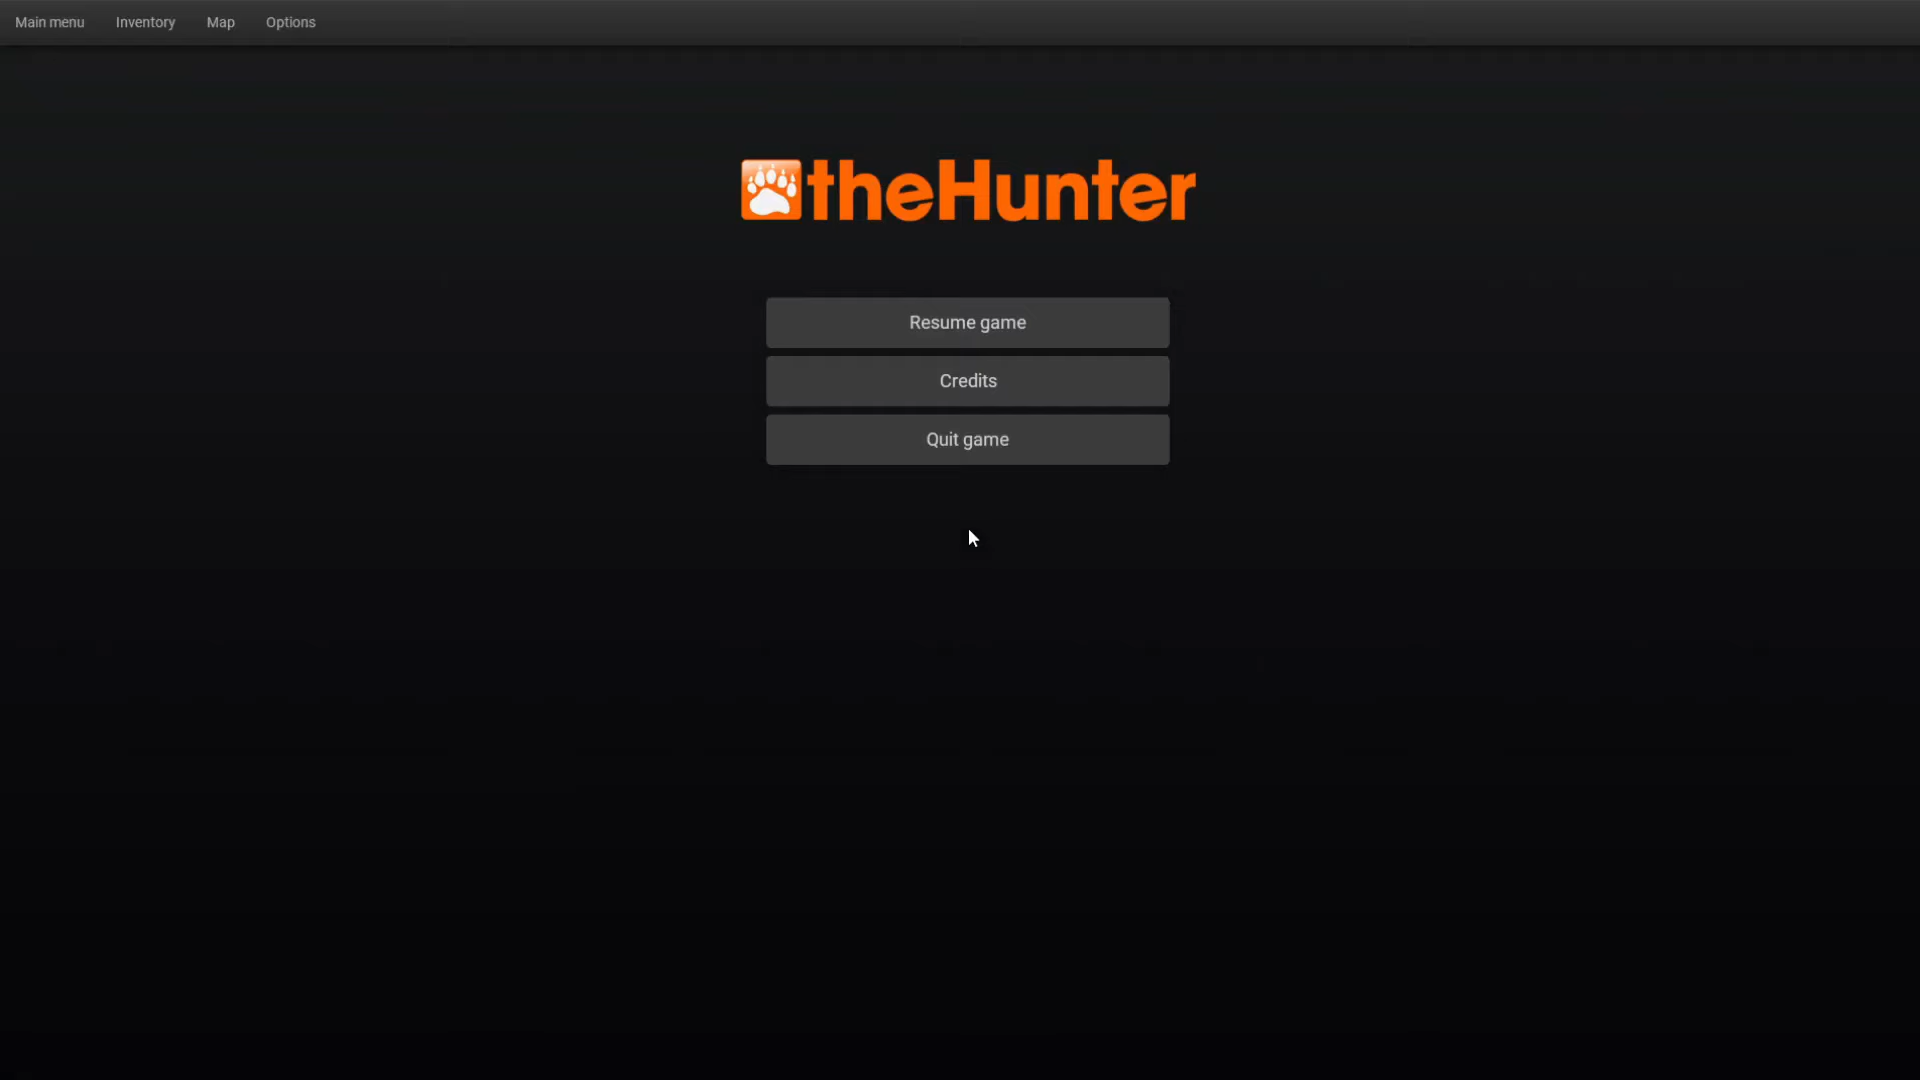 Main menu Inventory Map Options
theHunter
Resume game
Credits
Quit game